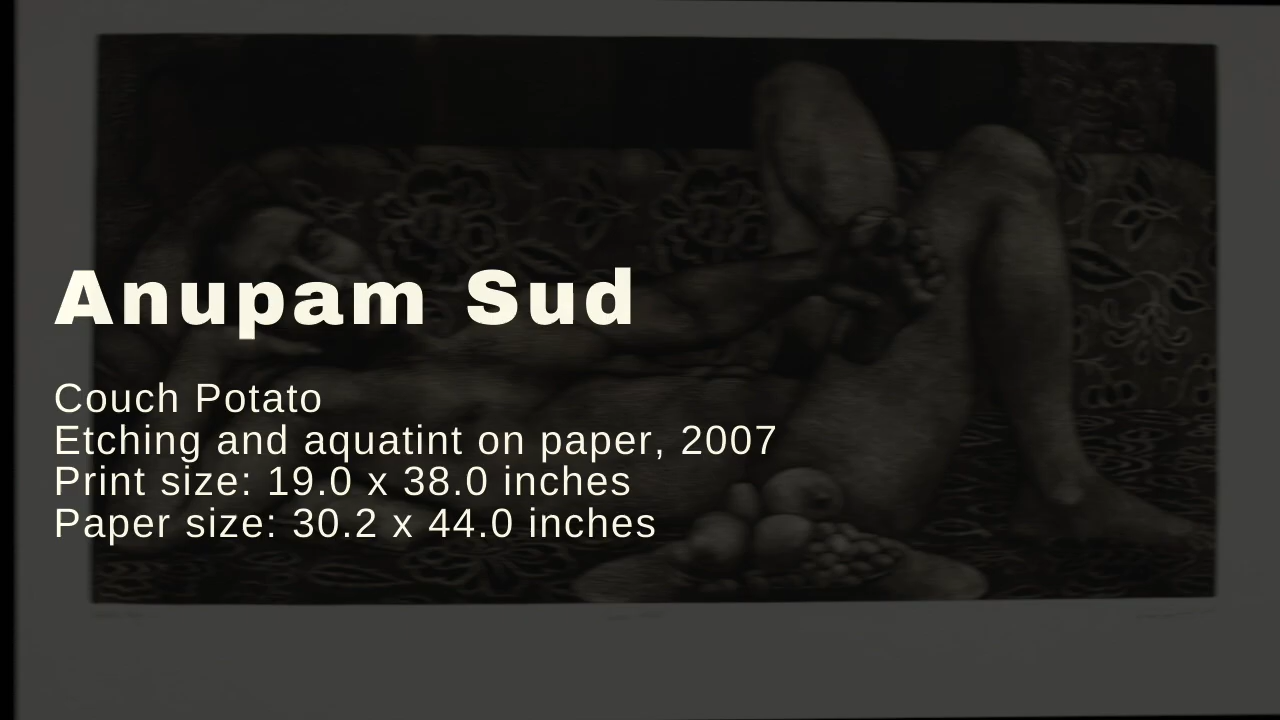 Anupam Sud
Couch Potato
Etching and aquatint on paper, 2007
Print size: 19.0 x 38.0 inches
Paper size: 30.2 x 44.0 inches